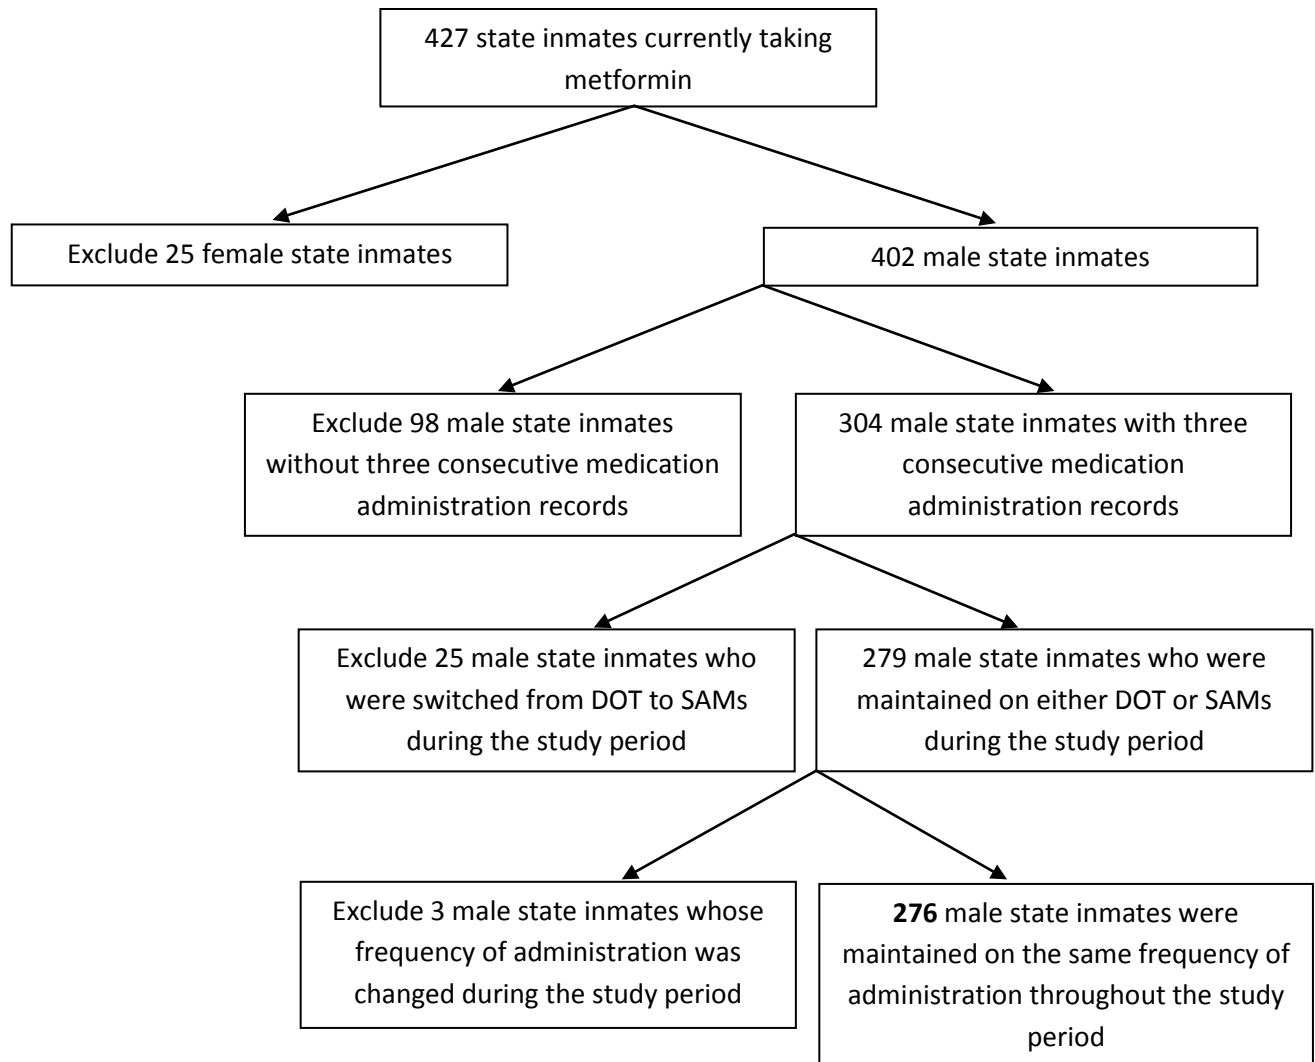 427 state inmates currently taking
metformin
Exclude 25 female state inmates
402 male state inmates
Exclude 98 male state inmates
without three consecutive medication
administration records
304 male state inmates with three
consecutive medication
administration records
Exclude 25 male state inmates who
were switched from DOT to SAMs
during the study period
279 male state inmates who were
maintained on either DOT or SAMs
during the study period
Exclude 3 male state inmates whose
frequency of administration was
changed during the study period
276 male state inmates were
maintained on the same frequency of
administration throughout the study
period